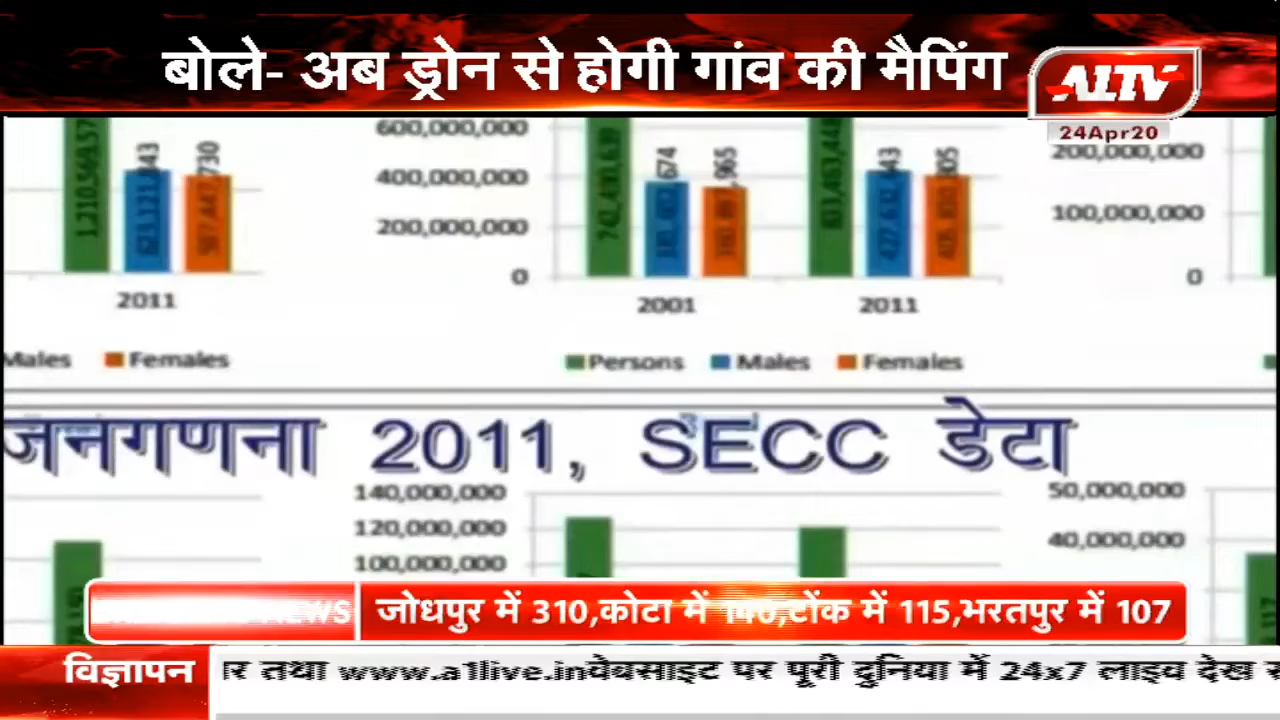 बोले- अब ड्रोन से होगी गांव की मैपिंग
A1TV
24Apr20
600,000,000
400,000,000
200,000,000
0
200,000,000
100,000,000
0
2011
2001
2011
Males Females
Persons Males Females
जनगणना 2011, SECC डेटा
140,000,000
120,000,000
100,000,000
50,000,000
40,000,000
जोधपुर में 310,कोटा में 140,टोंक में 115,भरतपुर में 107
विज्ञापन
र तथा www.a1live.inवेबसाइट पर पूरी दुनिया में 24x7 लाइव देख